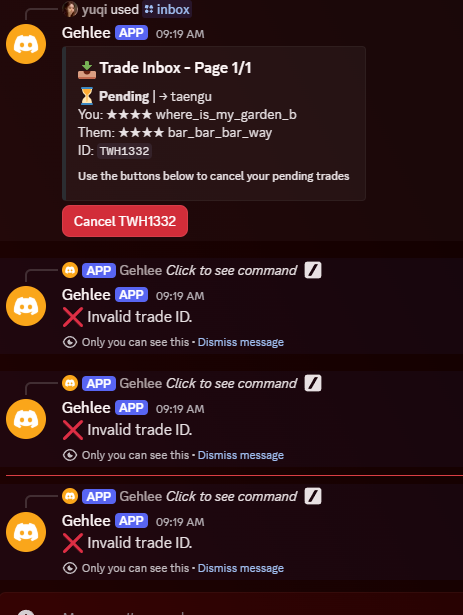 yuqi used inbox
Gehlee APP 09:19 AM
Trade Inbox - Page 1/1
Pending | → taengu
You: ★★★★ where_is_my_garden_b
Them: ★★★★ bar_bar_bar_way
ID: TWH1332
Use the buttons below to cancel your pending trades
Cancel TWH1332
APP Gehlee Click to see command
Gehlee APP 09:19 AM
❌ Invalid trade ID.
Only you can see this • Dismiss message
APP Gehlee Click to see command
Gehlee APP 09:19 AM
❌ Invalid trade ID.
Only you can see this • Dismiss message
APP Gehlee Click to see command
Gehlee APP 09:19 AM
❌ Invalid trade ID.
Only you can see this • Dismiss message